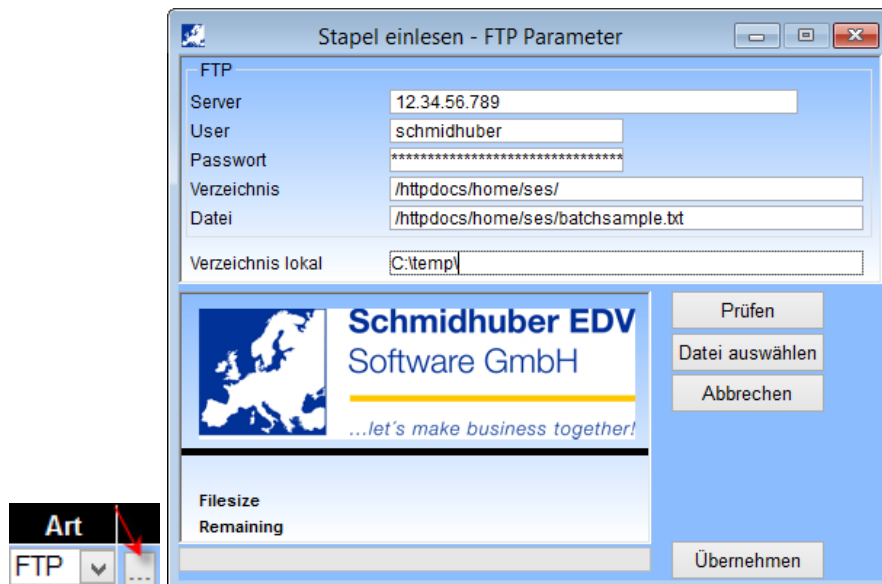 Stapel einlesen - FTP Parameter
FTP
Server 12.34.56.789
User schmidhuber
Passwort ********************************
Verzeichnis /httpdocs/home/ses/
Datei /httpdocs/home/ses/batchsample.txt
Verzeichnis lokal C:\temp\
Schmidhuber EDV
Software GmbH
...let´s make business together!
Prüfen
Datei auswählen
Abbrechen
Filesize
Remaining
Übernehmen
Art
FTP ...